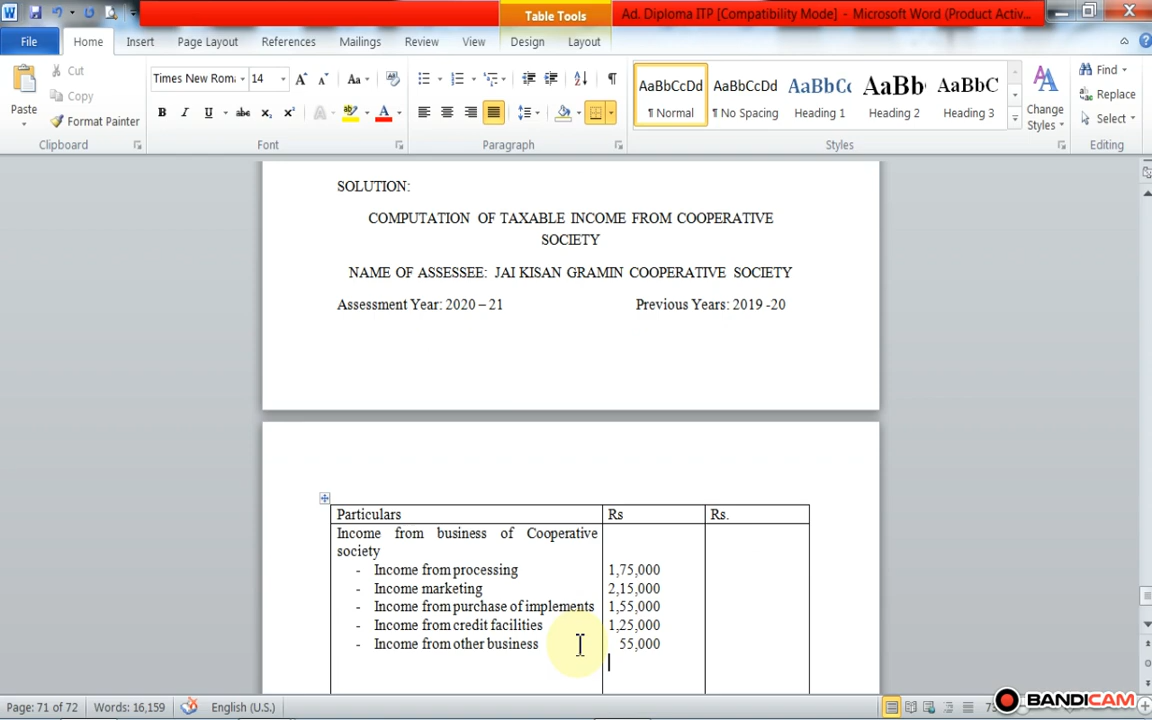 Table Tools
Ad. Diploma ITP [Compatibility Mode] - Microsoft Word (Product Activ...
File Home Insert Page Layout References Mailings Review View Design Layout
Paste
Cut
Copy
Format Painter
Clipboard
Times New Rom 14
Font
Paragraph
AaBbCcDd AaBbCcDd AaBbCc AaBb AaBbC
¶ Normal ¶ No Spacing Heading 1 Heading 2 Heading 3
Change Styles
Styles
Find
Replace
Select
Editing
SOLUTION:
COMPUTATION OF TAXABLE INCOME FROM COOPERATIVE
SOCIETY
NAME OF ASSESSEE: JAI KISAN GRAMIN COOPERATIVE SOCIETY
Assessment Year: 2020 – 21 Previous Years: 2019 -20
Particulars Rs Rs.
Income from business of Cooperative
society
- Income from processing 1,75,000
- Income marketing 2,15,000
- Income from purchase of implements 1,55,000
- Income from credit facilities 1,25,000
- Income from other business 55,000
Page: 71 of 72 Words: 16,159 English (U.S.)
BANDICAM